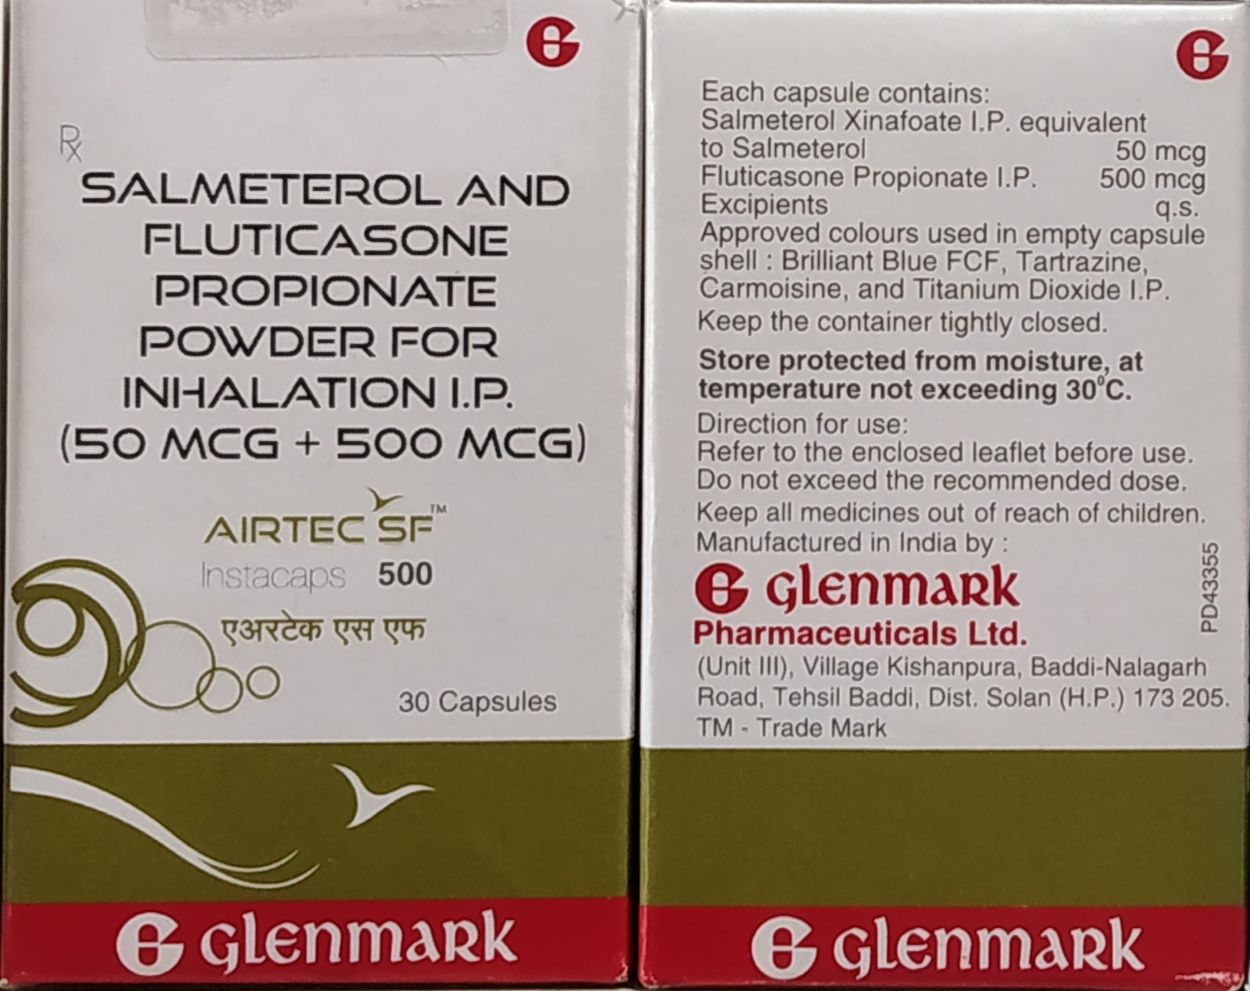 Rx
SALMETEROL AND
FLUTICASONE
PROPIONATE
POWDER FOR
INHALATION I.P.
(50 MCG + 500 MCG)
AIRTEC SF™
Instacaps 500
एअरटेक एस एफ
30 Capsules
GLENMARK
Each capsule contains:
Salmeterol Xinafoate I.P. equivalent
to Salmeterol 50 mcg
Fluticasone Propionate I.P. 500 mcg
Excipients q.s.
Approved colours used in empty capsule
shell : Brilliant Blue FCF, Tartrazine,
Carmoisine, and Titanium Dioxide I.P.
Keep the container tightly closed.
Store protected from moisture, at
temperature not exceeding 30⁰C.
Direction for use:
Refer to the enclosed leaflet before use.
Do not exceed the recommended dose.
Keep all medicines out of reach of children.
Manufactured in India by :
GLENMARK
Pharmaceuticals Ltd.
(Unit III), Village Kishanpura, Baddi-Nalagarh
Road, Tehsil Baddi, Dist. Solan (H.P.) 173 205.
TM - Trade Mark
PD43355
GLENMARK